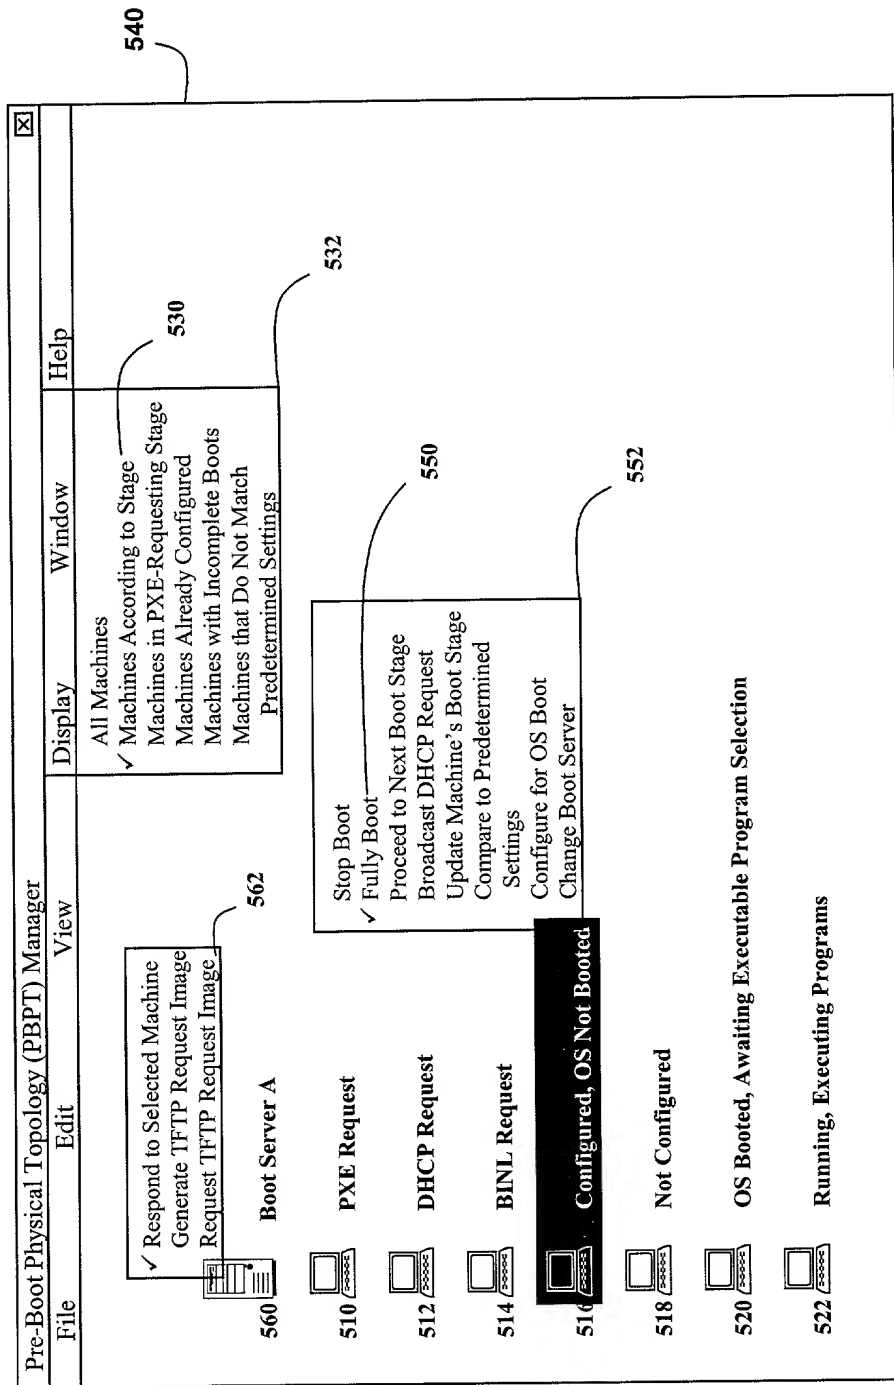 540
Pre-Boot Physical Topology (PBPT) Manager
X
File Edit View Display Window Help
All Machines
✓ Machines According to Stage
Machines in PXE-Requesting Stage
Machines Already Configured
Machines with Incomplete Boots
Machines that Do Not Match
Predetermined Settings
530
532
✓ Respond to Selected Machine
Generate TFTP Request Image
Request TFTP Request Image
562
560 Boot Server A
510 PXE Request
512 DHCP Request
514 BINL Request
516 Configured, OS Not Booted
518 Not Configured
520 OS Booted, Awaiting Executable Program Selection
522 Running, Executing Programs
Stop Boot
✓ Fully Boot
Proceed to Next Boot Stage
Broadcast DHCP Request
Update Machine's Boot Stage
Compare to Predetermined
Settings
Configure for OS Boot
Change Boot Server
550
552